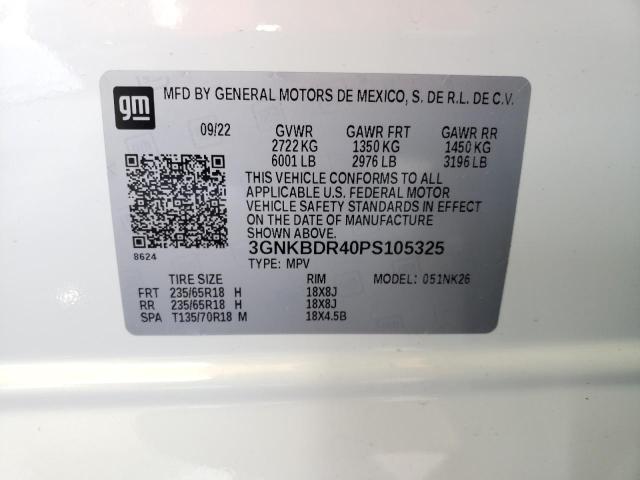 gm
MFD BY GENERAL MOTORS DE MEXICO, S. DE R.L. DE C.V.
09/22 GVWR GAWR FRT GAWR RR
2722 KG 1350 KG 1450 KG
6001 LB 2976 LB 3196 LB
THIS VEHICLE CONFORMS TO ALL
APPLICABLE U.S. FEDERAL MOTOR
VEHICLE SAFETY STANDARDS IN EFFECT
ON THE DATE OF MANUFACTURE
SHOWN ABOVE.
3GNKBDR40PS105325
8624 TYPE: MPV
TIRE SIZE RIM MODEL: 051NK26
FRT 235/65R18 H 18X8J
RR 235/65R18 H 18X8J
SPA T135/70R18 M 18X4.5B